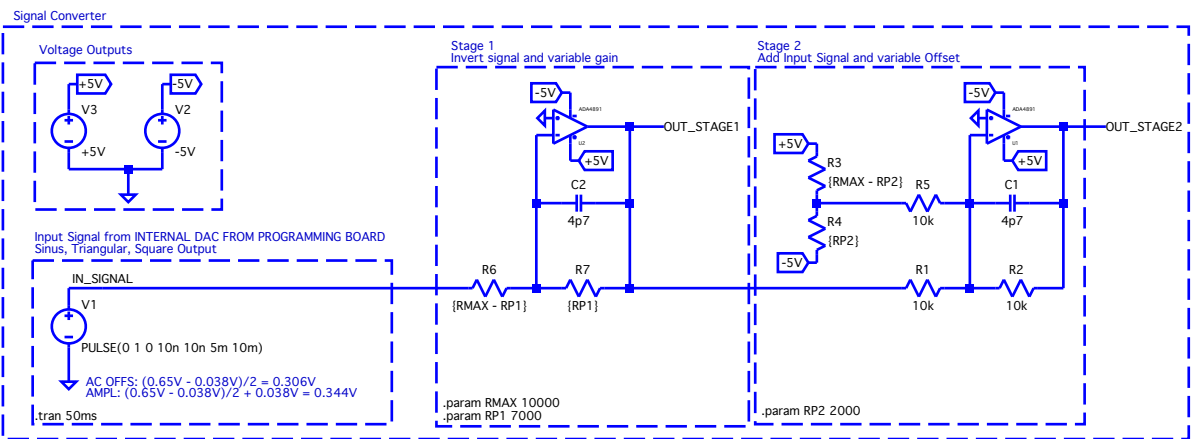 Signal Converter
Voltage Outputs
+5V
-5V
V3
V2
+5V
-5V
Input Signal from INTERNAL DAC FROM PROGRAMMING BOARD
Sinus, Triangular, Square Output
IN_SIGNAL
V1
PULSE(0 1 0 10n 10n 5m 10m)
AC OFFS: (0.65V - 0.038V)/2 = 0.306V
AMPL: (0.65V - 0.038V)/2 + 0.038V = 0.344V
.tran 50ms
Stage 1
Invert signal and variable gain
-5V
ADA4891
U2
+5V
OUT_STAGE1
C2
4p7
R6
{RMAX - RP1}
R7
{RP1}
.param RMAX 10000
.param RP1 7000
Stage 2
Add Input Signal and variable Offset
+5V
R3
{RMAX - RP2}
R4
{RP2}
-5V
R5
10k
-5V
ADA4891
U1
+5V
OUT_STAGE2
C1
4p7
R1
10k
R2
10k
.param RP2 2000